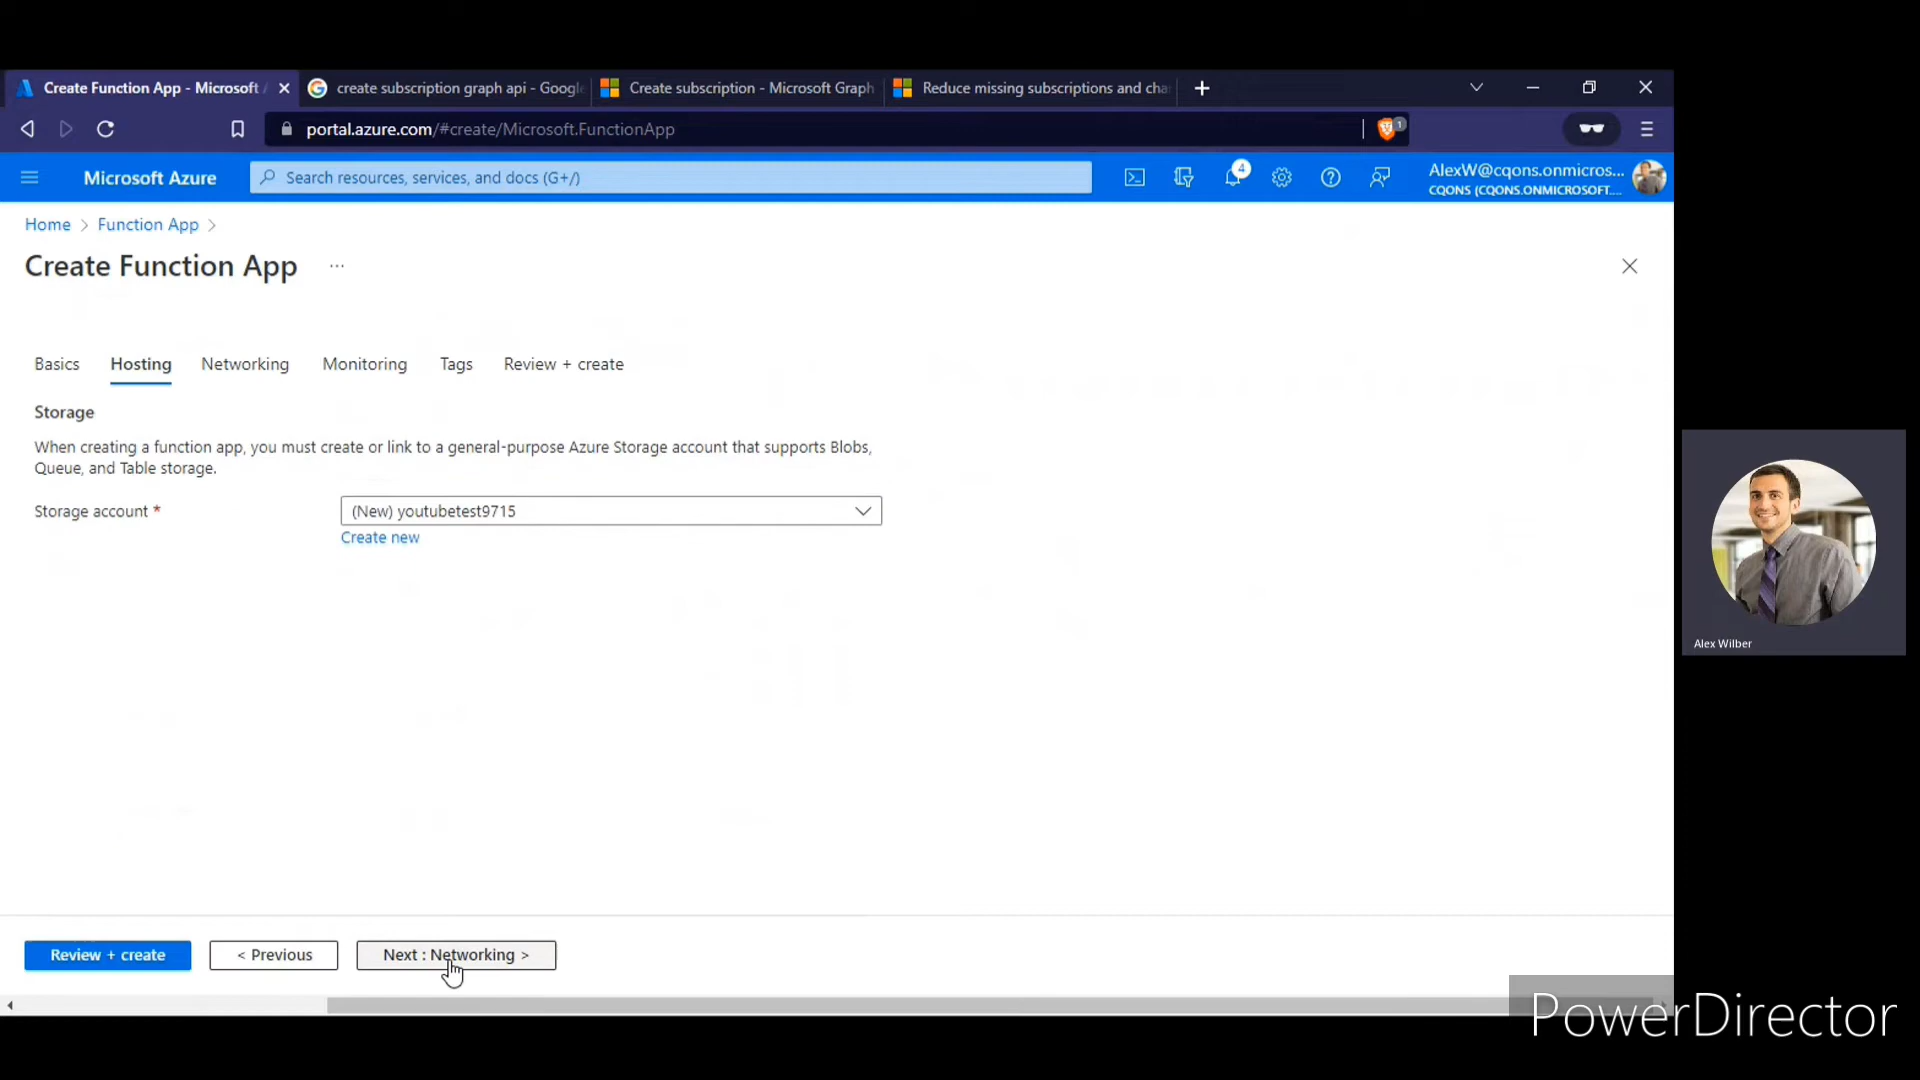 Create Function App - Microsoft
create subscription graph api - Googl
Create subscription - Microsoft Graph
Reduce missing subscriptions and cha
portal.azure.com/#create/Microsoft.FunctionApp
1
Microsoft Azure
Search resources, services, and docs (G+/)
4
AlexW@cqons.onmicros...
CQONS (CQONS.ONMICROSOFT....
Home > Function App >
Create Function App ...
Basics Hosting Networking Monitoring Tags Review + create
Storage
When creating a function app, you must create or link to a general-purpose Azure Storage account that supports Blobs,
Queue, and Table storage.
Storage account * (New) youtubetest9715
Create new
Alex Wilber
Review + create < Previous Next : Networking >
PowerDirector